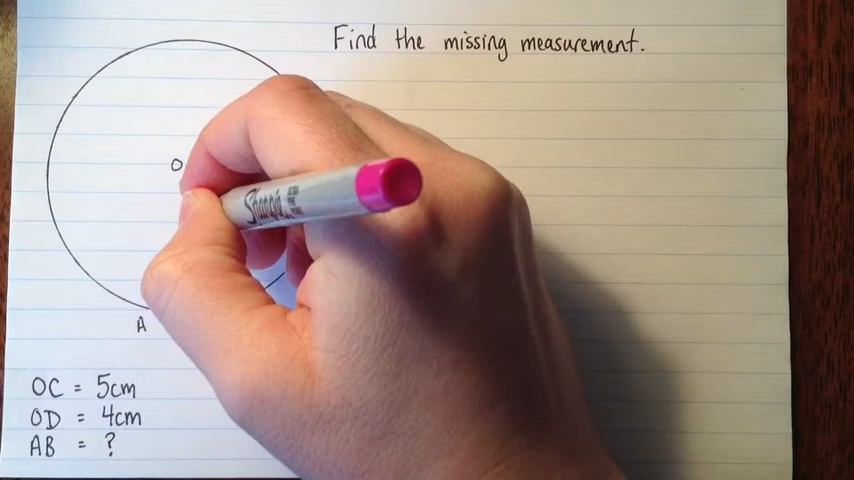 Find the missing measurement.
O
Sharpie
A
OC = 5cm
OD = 4cm
AB = ?